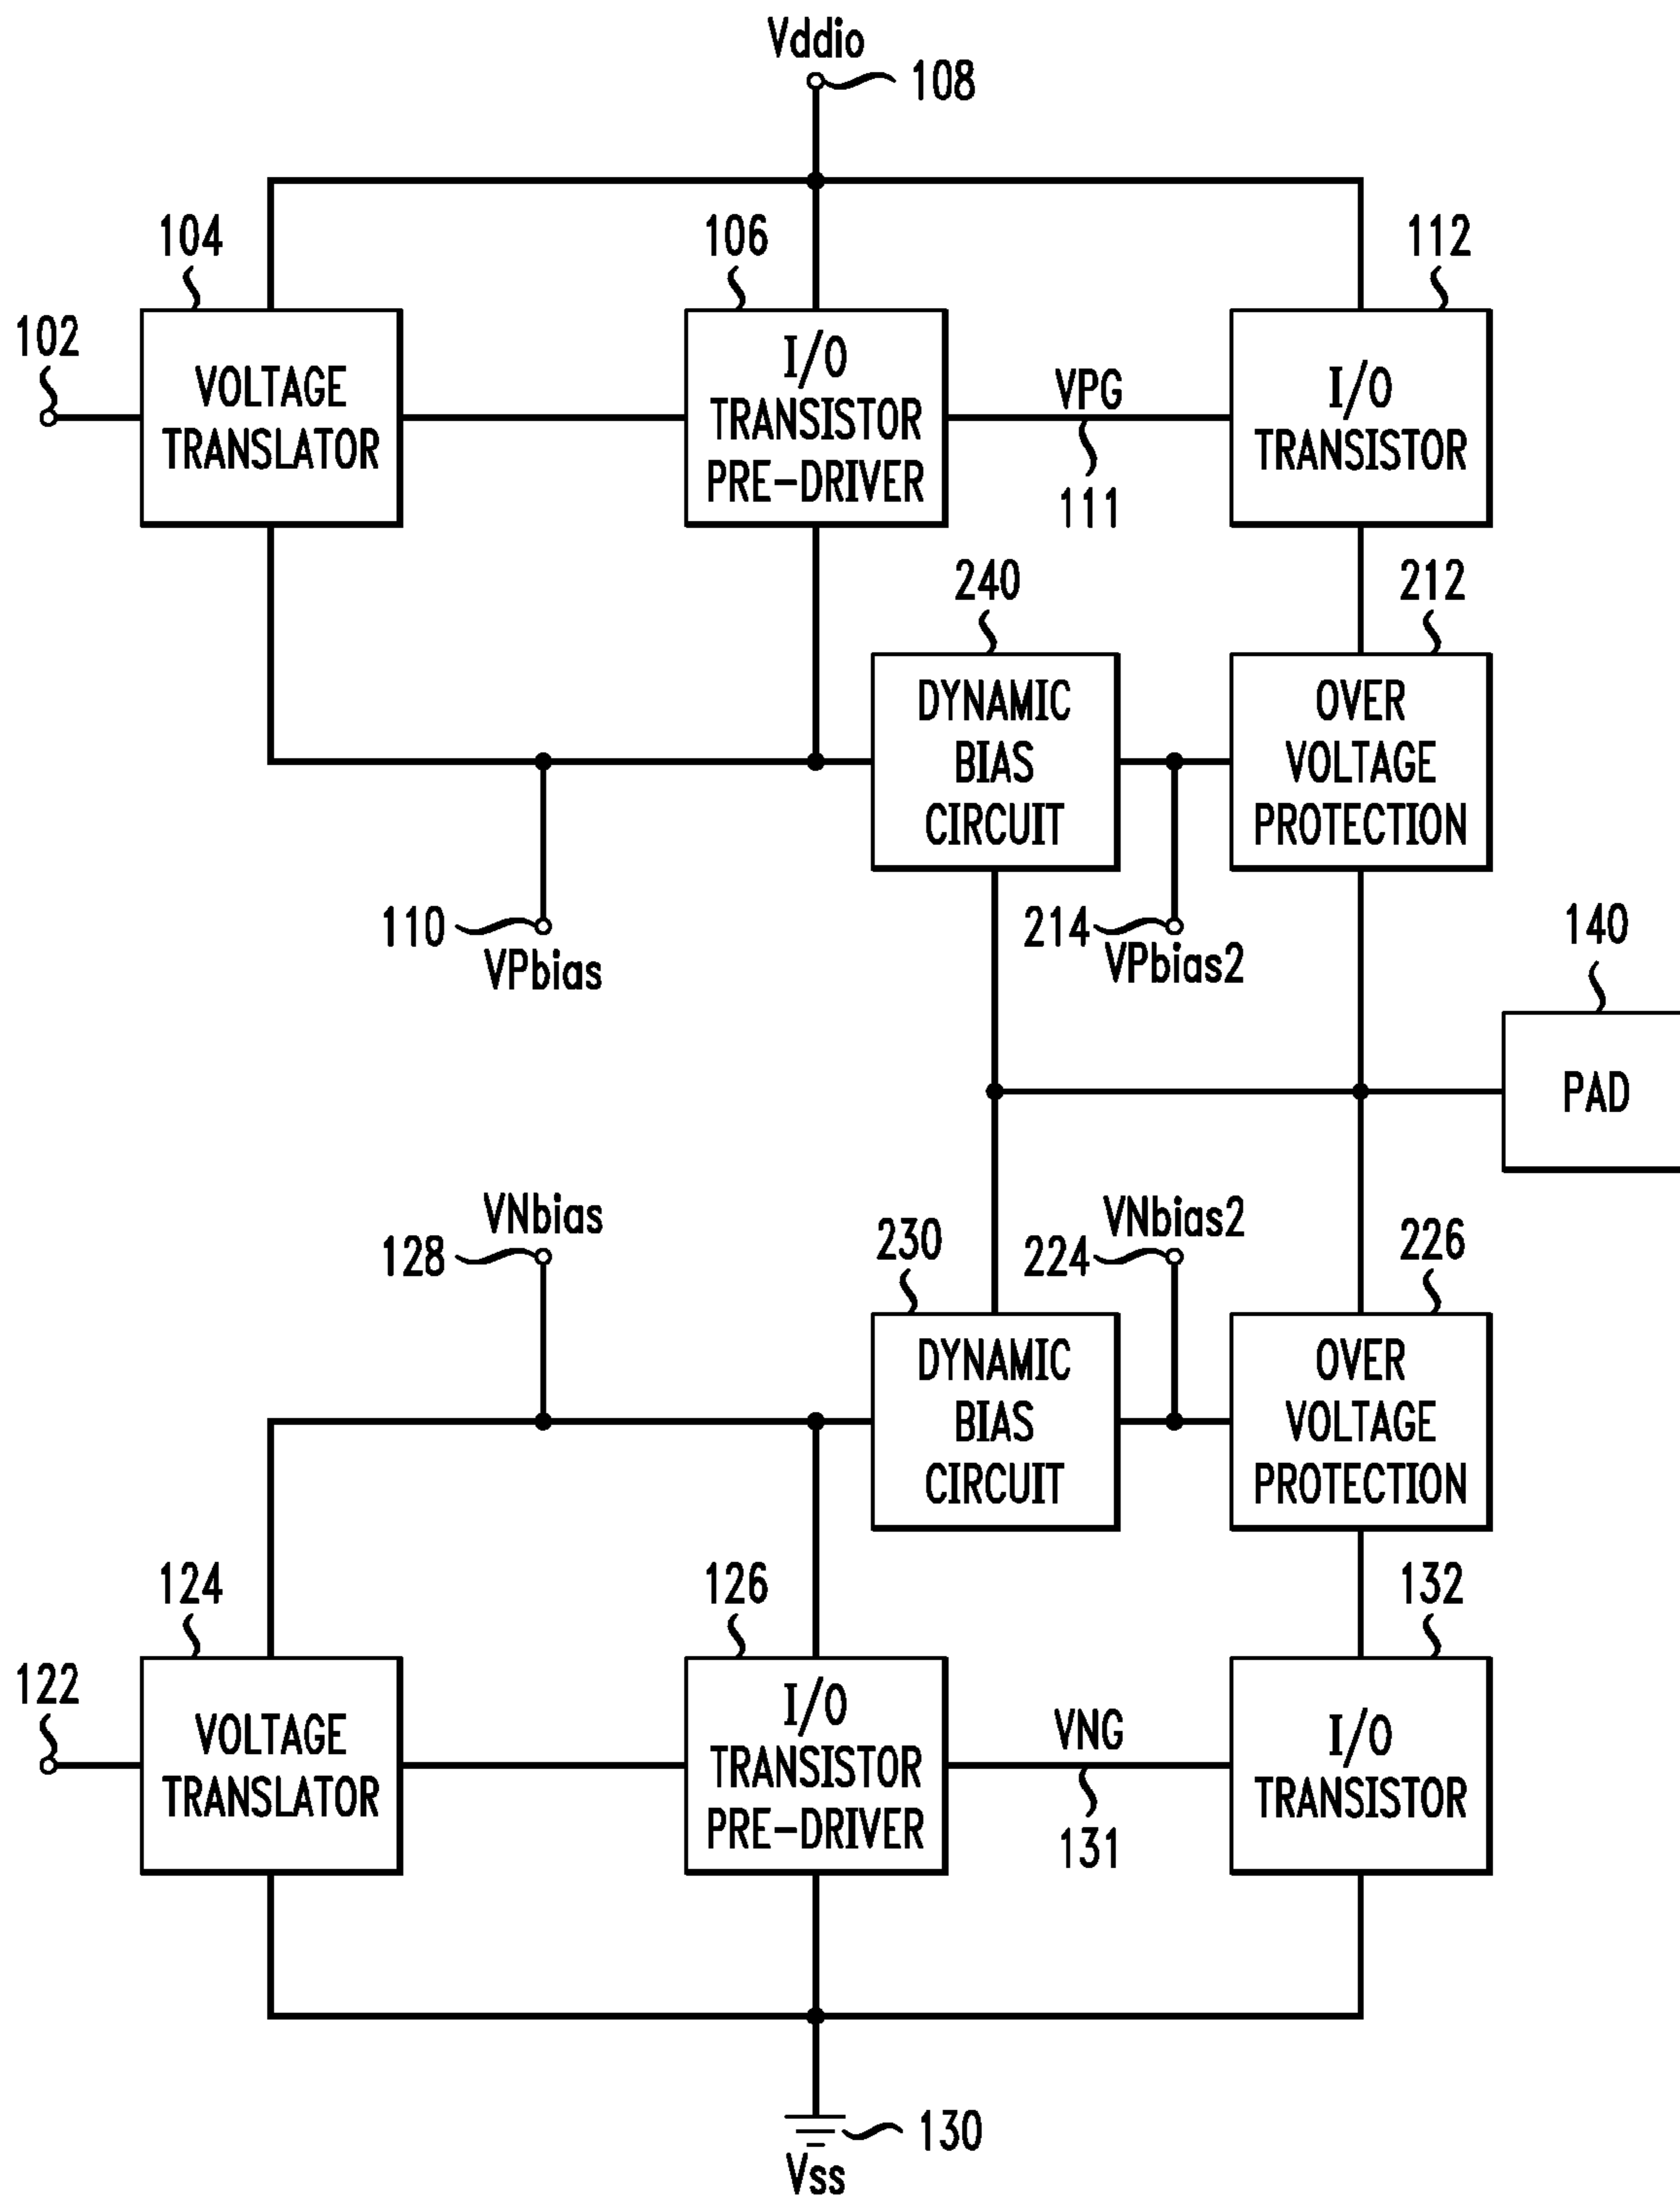 Vddio
108
104
106
112
102
VOLTAGE
TRANSLATOR
I/O
TRANSISTOR
PRE-DRIVER
VPG
111
I/O
TRANSISTOR
240
212
DYNAMIC
BIAS
CIRCUIT
OVER
VOLTAGE
PROTECTION
110
VPbias
214
VPbias2
140
PAD
VNbias
128
230
VNbias2
224
226
DYNAMIC
BIAS
CIRCUIT
OVER
VOLTAGE
PROTECTION
124
126
132
122
VOLTAGE
TRANSLATOR
I/O
TRANSISTOR
PRE-DRIVER
VNG
131
I/O
TRANSISTOR
130
Vss